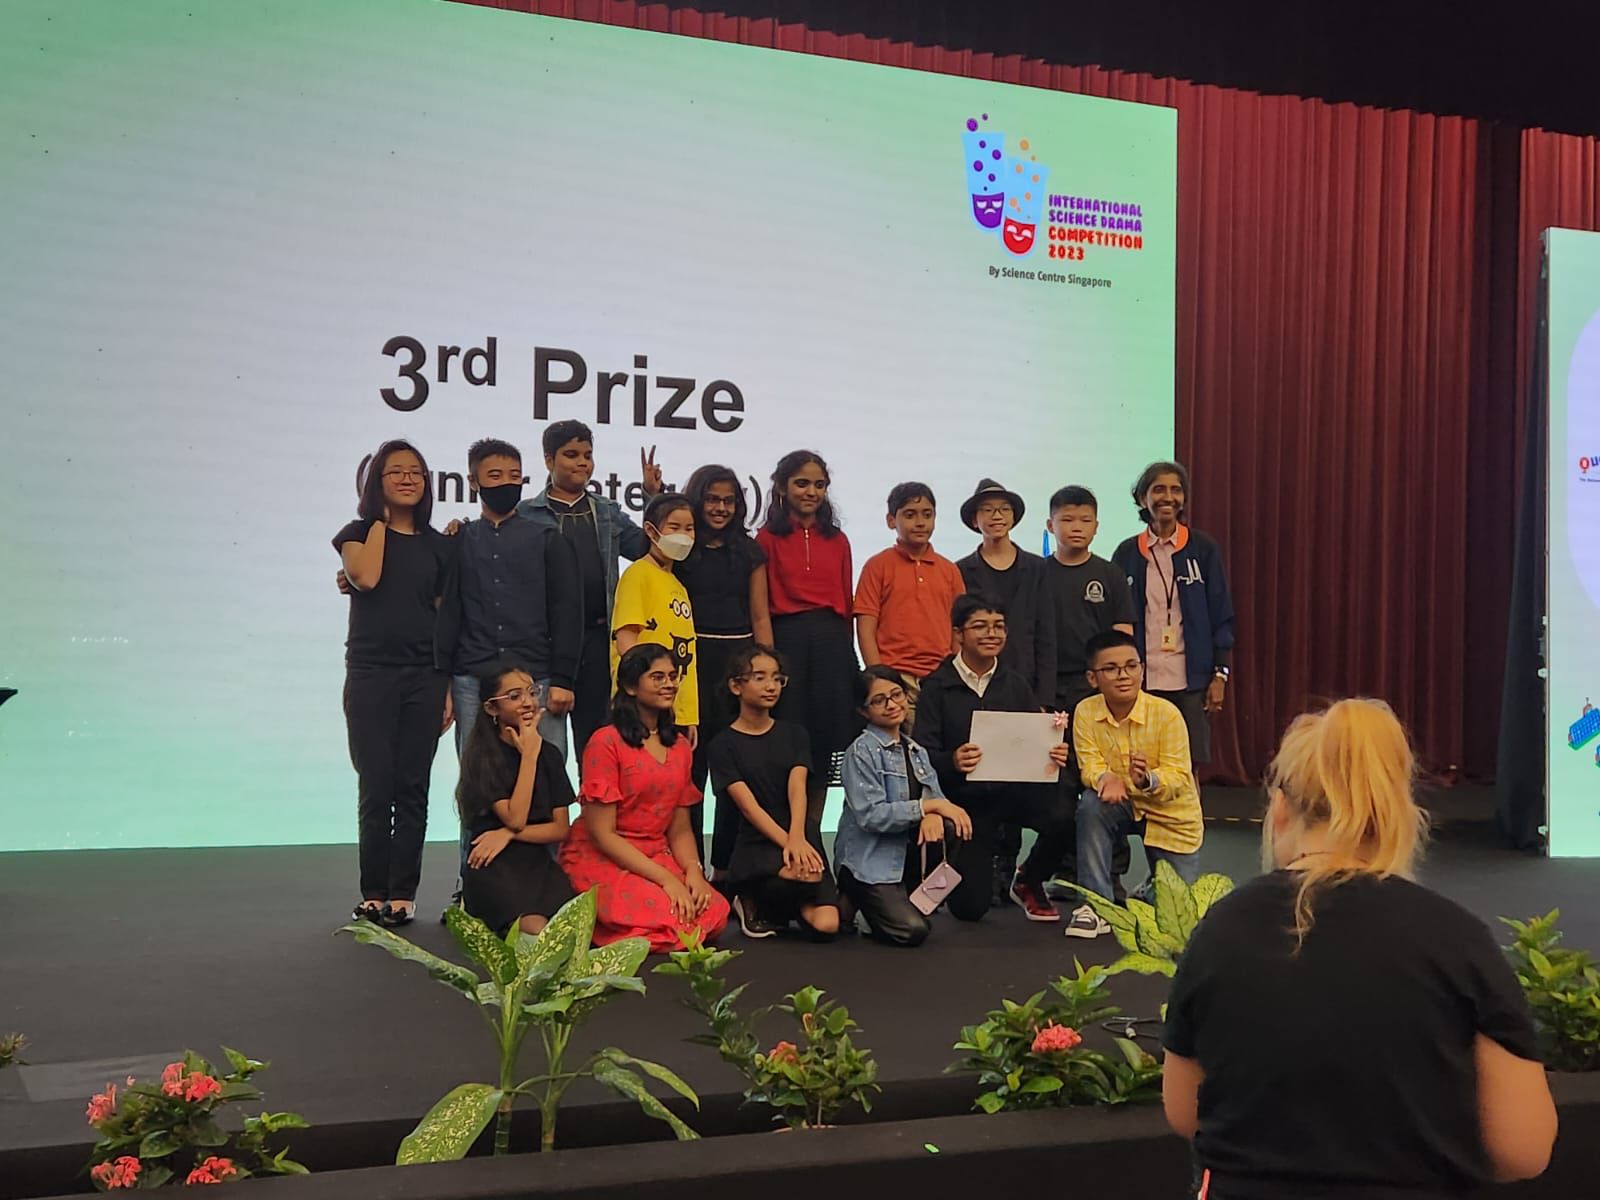 INTERNATIONAL
SCIENCE DRAMA
COMPETITION
2023
By Science Centre Singapore
3rd Prize